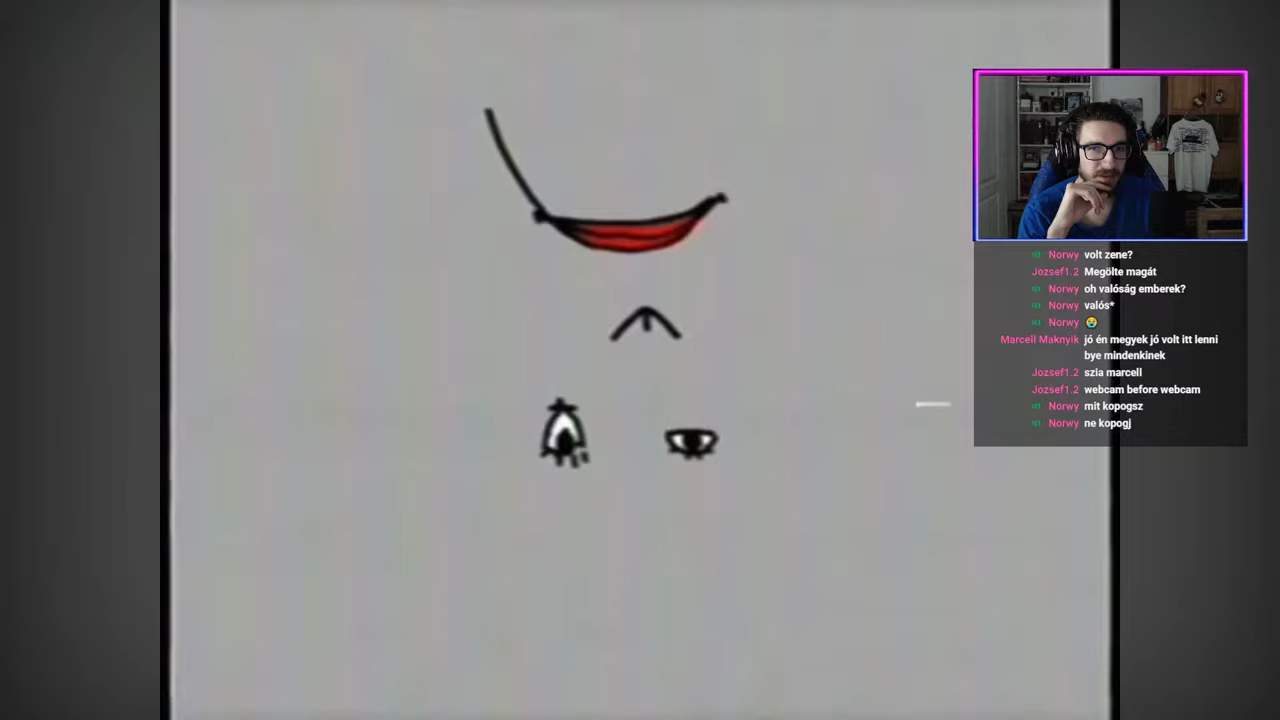 Norwy volt zene?
Jozsef1.2 Megölte magát
Norwy oh valóság emberek?
Norwy valós*
Norwy 😭
Marcell Maknyik jó én megyek jó volt itt lenni
bye mindenkinek
Jozsef1.2 szia marcell
Jozsef1.2 webcam before webcam
Norwy mit kopogsz
Norwy ne kopogj